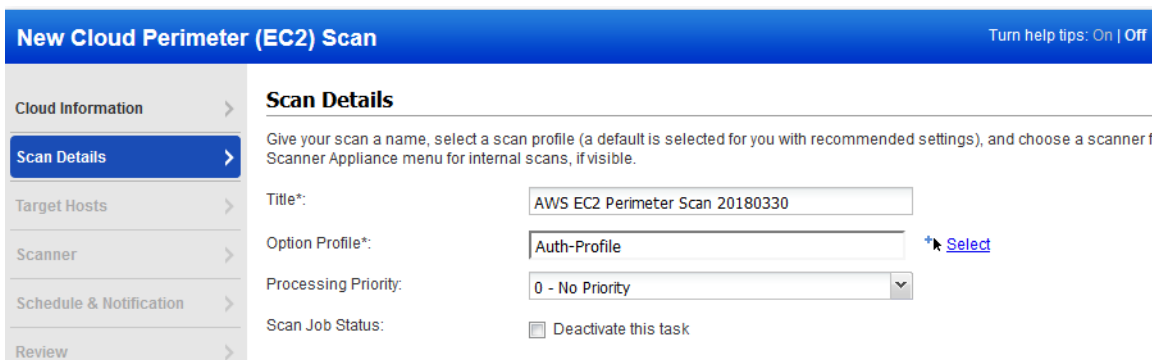 New Cloud Perimeter (EC2) Scan
Turn help tips: On | Off
Cloud Information
Scan Details
Target Hosts
Scanner
Schedule & Notification
Review
Scan Details
Give your scan a name, select a scan profile (a default is selected for you with recommended settings), and choose a scanner
Scanner Appliance menu for internal scans, if visible.
Title*:
AWS EC2 Perimeter Scan 20180330
Option Profile*:
Auth-Profile
Select
Processing Priority:
0 - No Priority
Scan Job Status:
Deactivate this task